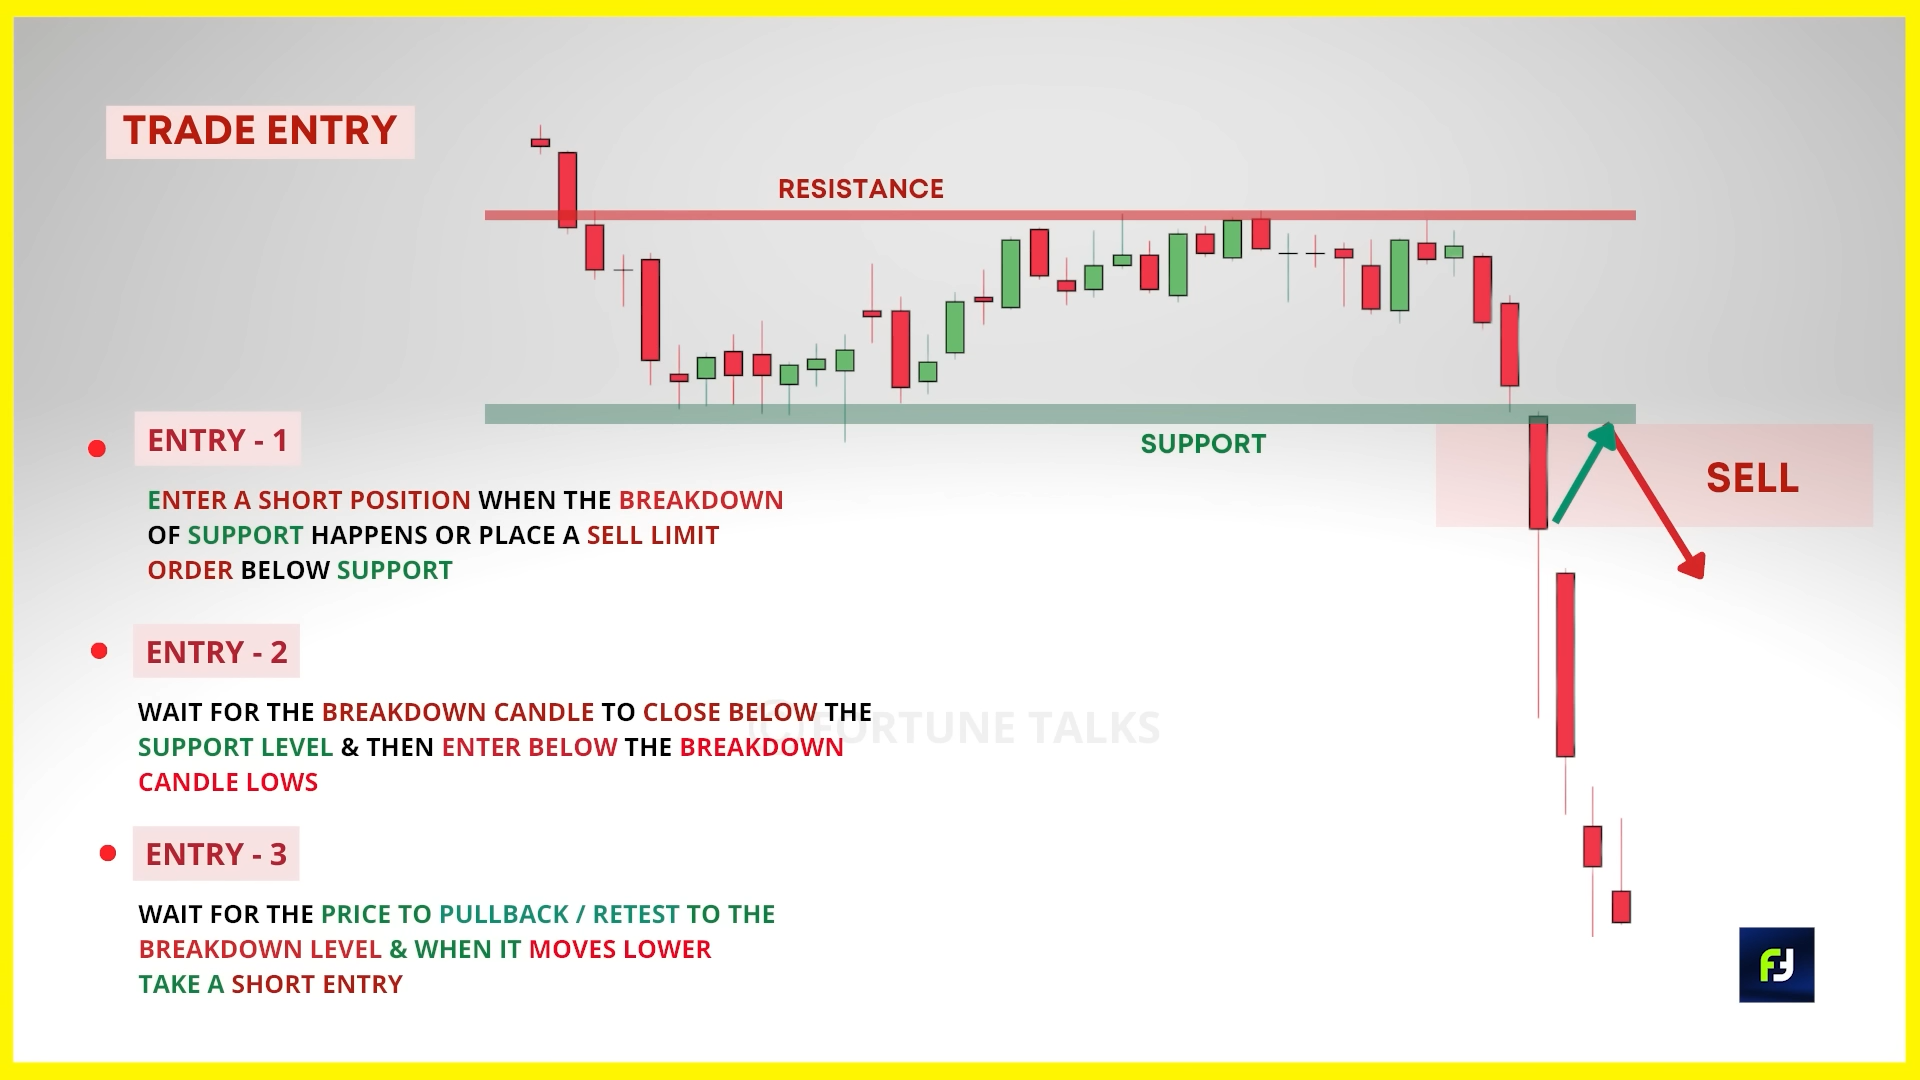 TRADE ENTRY
RESISTANCE
SUPPORT
SELL
ENTRY - 1
ENTER A SHORT POSITION WHEN THE BREAKDOWN
OF SUPPORT HAPPENS OR PLACE A SELL LIMIT
ORDER BELOW SUPPORT
ENTRY - 2
WAIT FOR THE BREAKDOWN CANDLE TO CLOSE BELOW THE
SUPPORT LEVEL & THEN ENTER BELOW THE BREAKDOWN
CANDLE LOWS
(C) FORTUNE TALKS
ENTRY - 3
WAIT FOR THE PRICE TO PULLBACK / RETEST TO THE
BREAKDOWN LEVEL & WHEN IT MOVES LOWER
TAKE A SHORT ENTRY